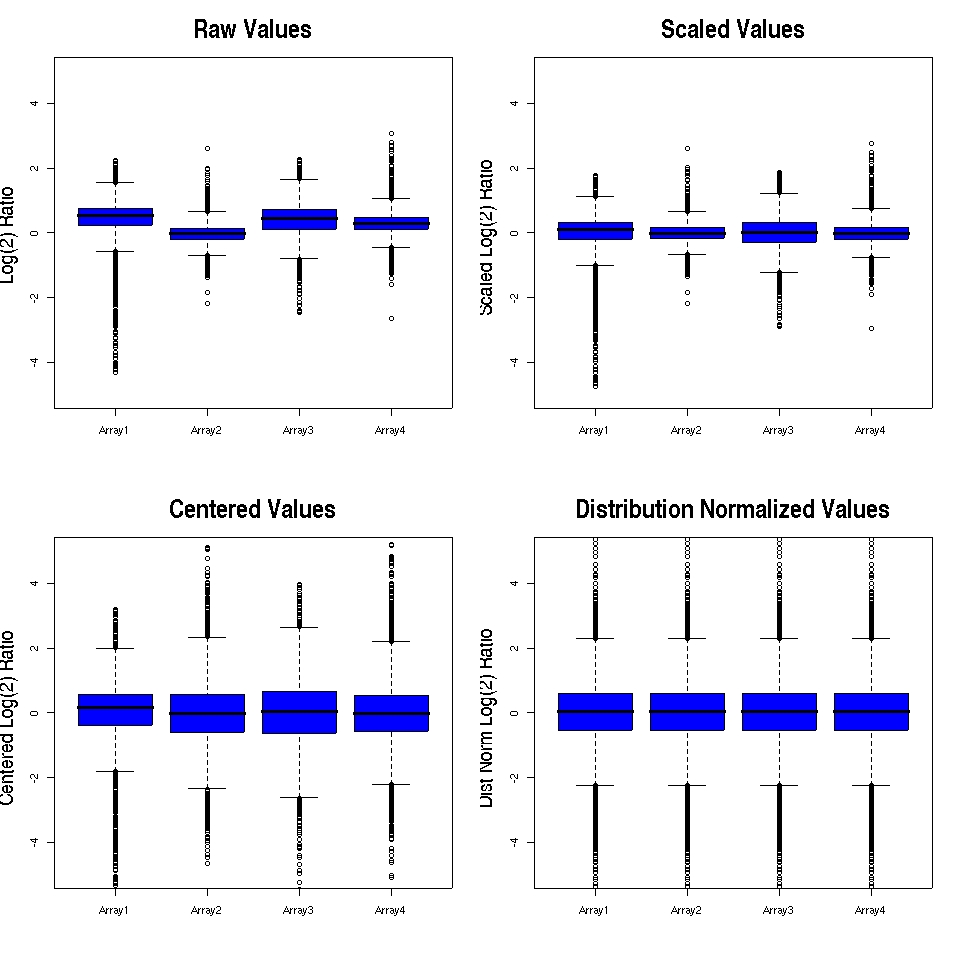 Raw Values
Log(2) Ratio
4
2
0
-2
-4
Array1 Array2 Array3 Array4
Scaled Values
Scaled Log(2) Ratio
4
2
0
-2
-4
Array1 Array2 Array3 Array4
Centered Values
Centered Log(2) Ratio
4
2
0
-2
-4
Array1 Array2 Array3 Array4
Distribution Normalized Values
Dist Norm Log(2) Ratio
4
2
0
-2
-4
Array1 Array2 Array3 Array4